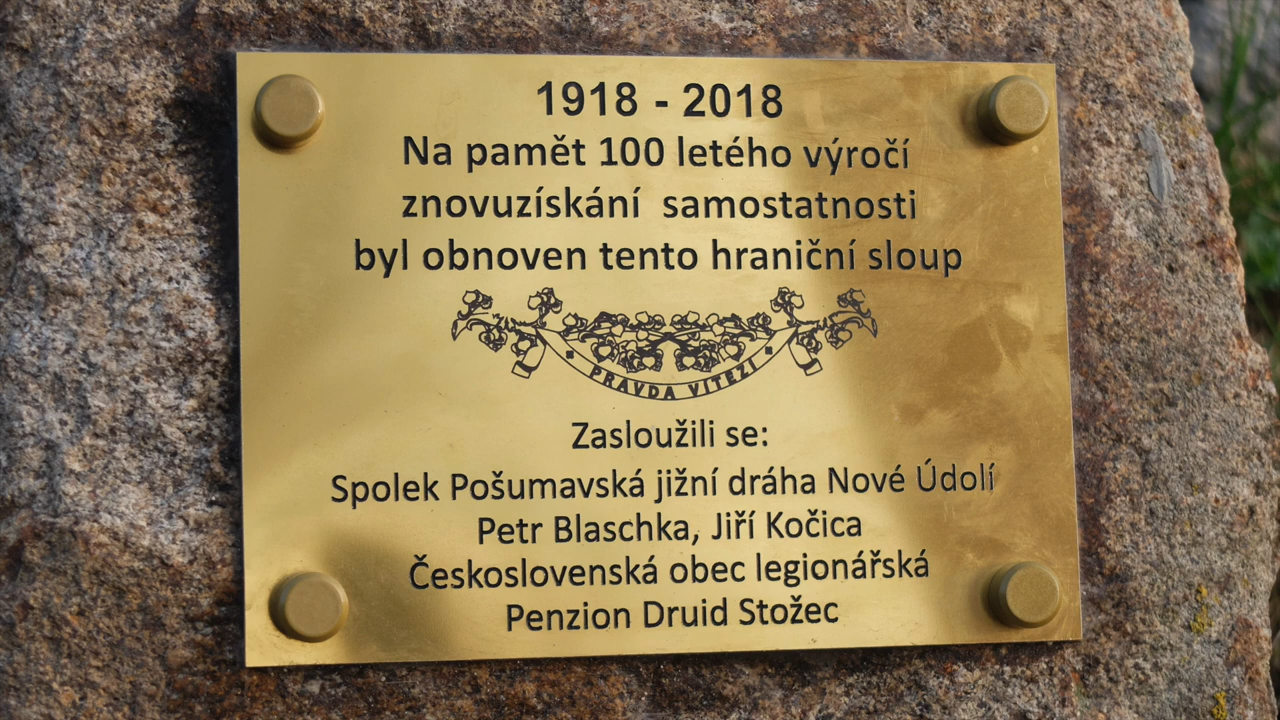 1918 - 2018
Na pamět 100 letého výročí
znovuzískání samostatnosti
byl obnoven tento hraniční sloup
PRAVDA VÍTĚZÍ
Zasloužili se:
Spolek Pošumavská jižní dráha Nové Údolí
Petr Blaschka, Jiří Kočica
Československá obec legionářská
Penzion Druid Stožec